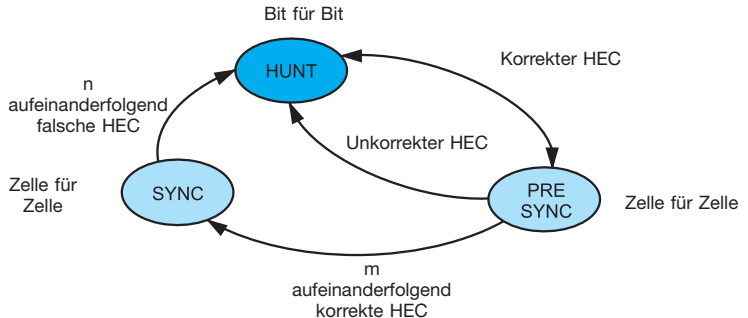 Bit für Bit
HUNT
Korrekter HEC
n
aufeinanderfolgend
falsche HEC
Unkorrekter HEC
Zelle für
Zelle
SYNC
PRE
SYNC
Zelle für Zelle
m
aufeinanderfolgend
korrekte HEC